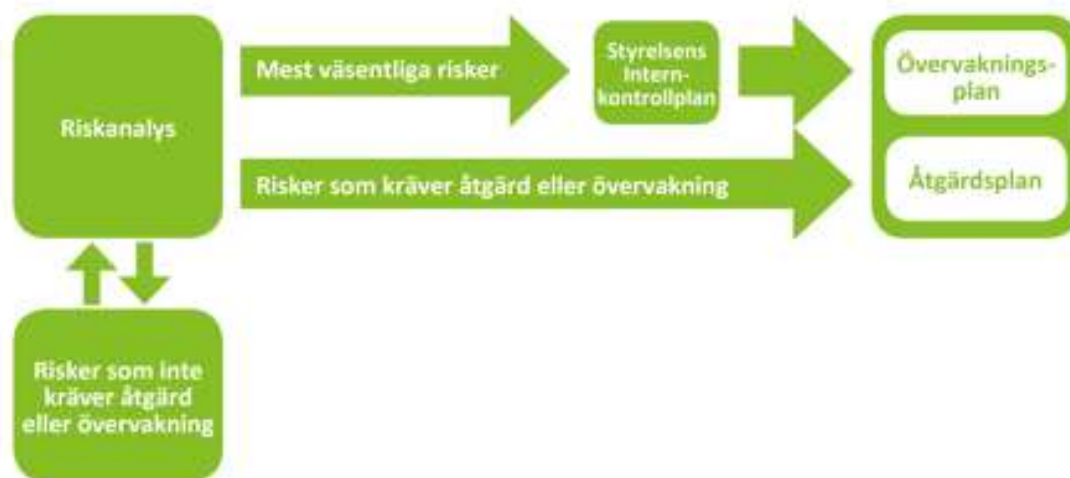 Riskanalys
Mest väsentliga risker
Styrelsens
Intern-
kontrollplan
Övervaknings-
plan
Risker som kräver åtgärd eller övervakning
Åtgärdsplan
Risker som inte
kräver åtgärd
eller övervakning